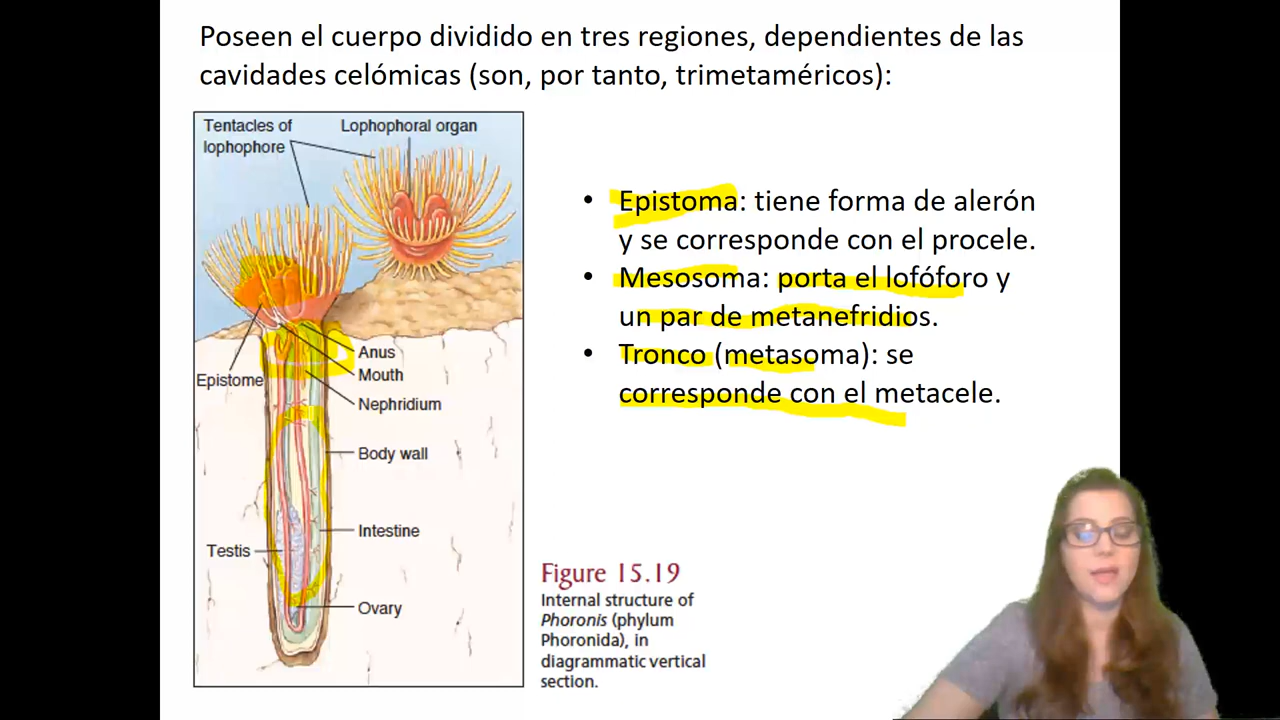 Poseen el cuerpo dividido en tres regiones, dependientes de las
cavidades celómicas (son, por tanto, trimetaméricos):
Tentacles of
lophophore
Lophophoral organ
Anus
Mouth
Epistome
Nephridium
Body wall
Intestine
Testis
Ovary
• Epistoma: tiene forma de alerón
y se corresponde con el procele.
• Mesosoma: porta el lofóforo y
un par de metanefridios.
• Tronco (metasoma): se
corresponde con el metacele.
Figure 15.19
Internal structure of
Phoronis (phylum
Phoronida), in
diagrammatic vertical
section.